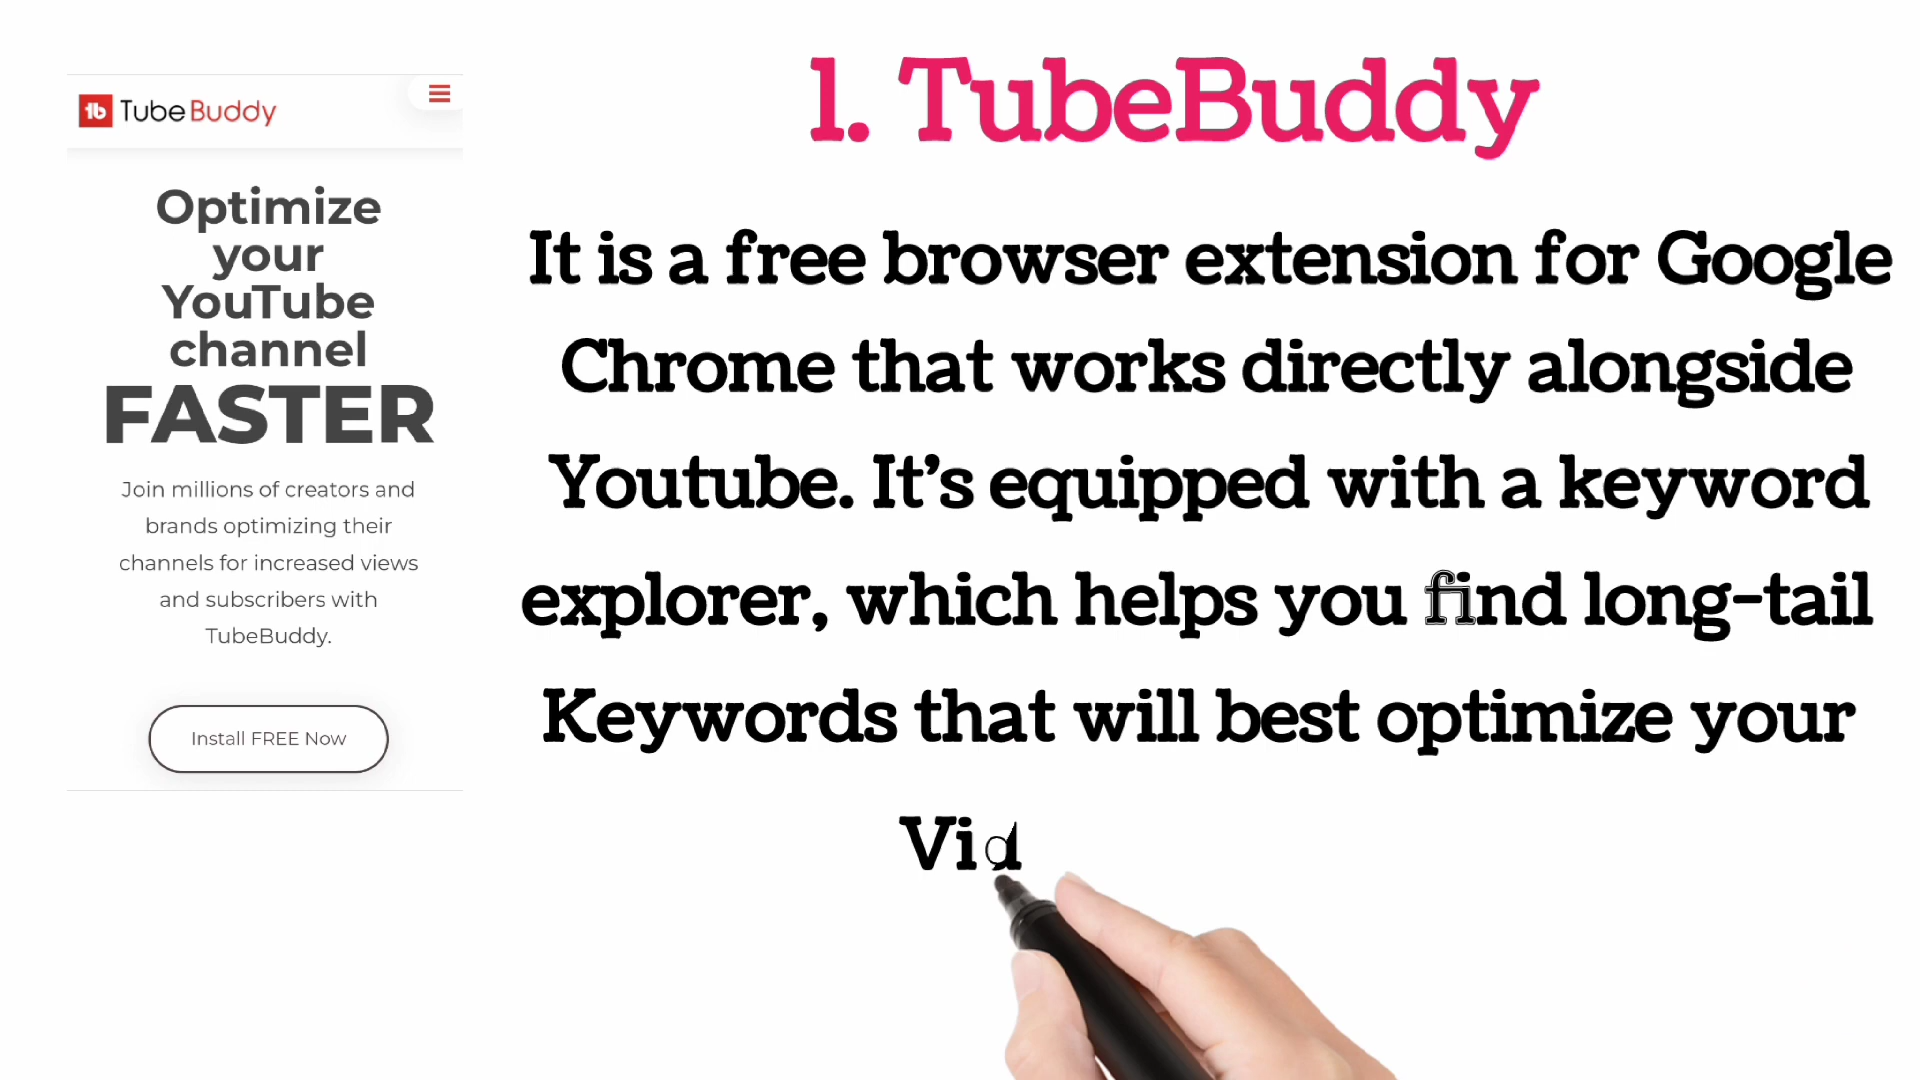 TubeBuddy
Optimize
your
YouTube
channel
FASTER
Join millions of creators and
brands optimizing their
channels for increased views
and subscribers with
TubeBuddy.
Install FREE Now
1. TubeBuddy
It is a free browser extension for Google
Chrome that works directly alongside
Youtube. It's equipped with a keyword
explorer, which helps you find long-tail
Keywords that will best optimize your
Vid